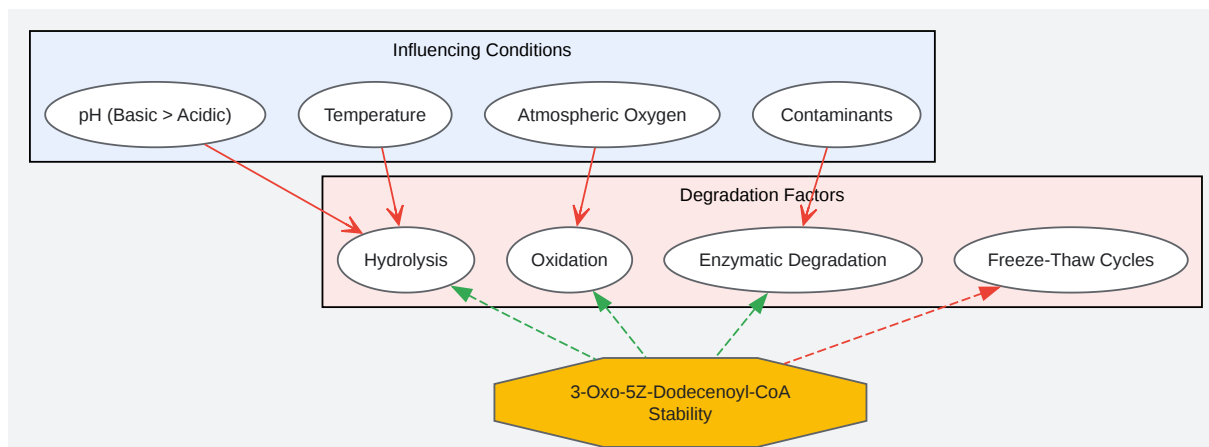 Influencing Conditions
pH (Basic > Acidic)
Temperature
Atmospheric Oxygen
Contaminants
Degradation Factors
Hydrolysis
Oxidation
Enzymatic Degradation
Freeze-Thaw Cycles
3-Oxo-5Z-Dodecenoyl-CoA
Stability